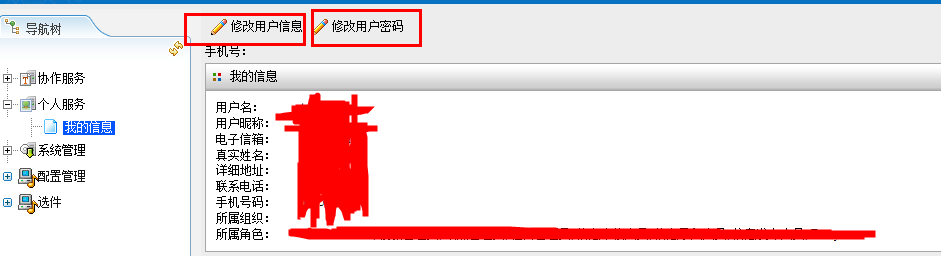 导航树
修改用户信息 修改用户密码
手机号：
协作服务
个人服务
我的信息
系统管理
配置管理
选件
我的信息
用户名：
用户昵称：
电子信箱：
真实姓名：
详细地址：
联系电话：
手机号码：
所属组织：
所属角色：